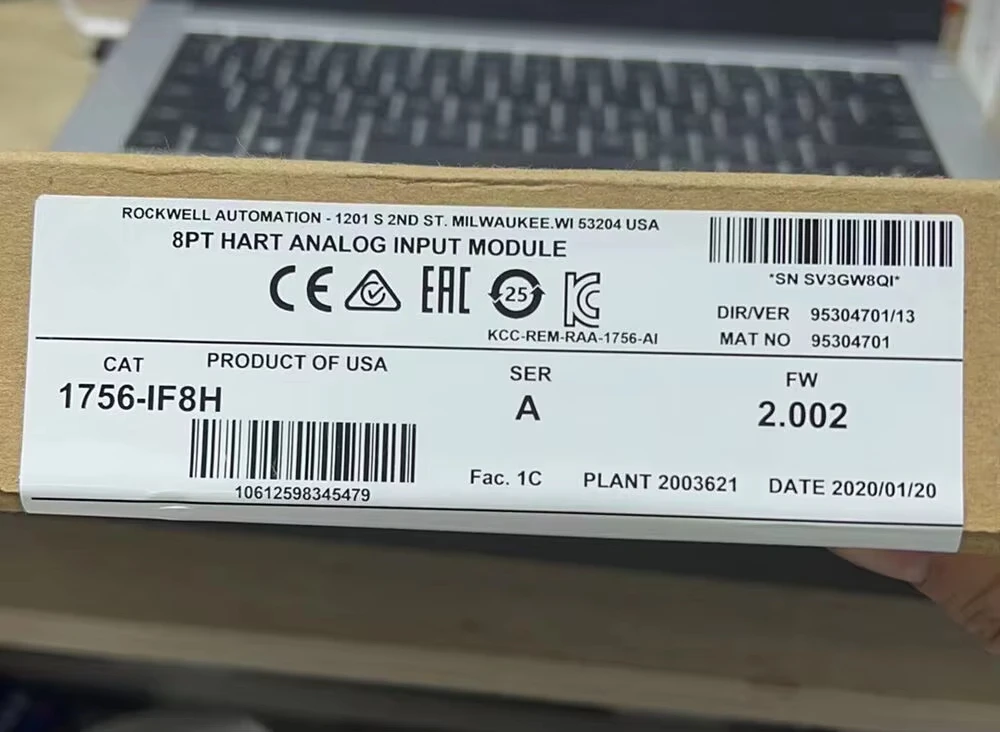 ROCKWELL AUTOMATION - 1201 S 2ND ST. MILWAUKEE.WI 53204 USA
8PT HART ANALOG INPUT MODULE
CE EAC 25 KC
KCC-REM-RAA-1756-AI
*SN SV3GW8QI*
DIR/VER 95304701/13
MAT NO 95304701
CAT PRODUCT OF USA
1756-IF8H
10612598345479
SER
A
FW
2.002
Fac. 1C PLANT 2003621 DATE 2020/01/20